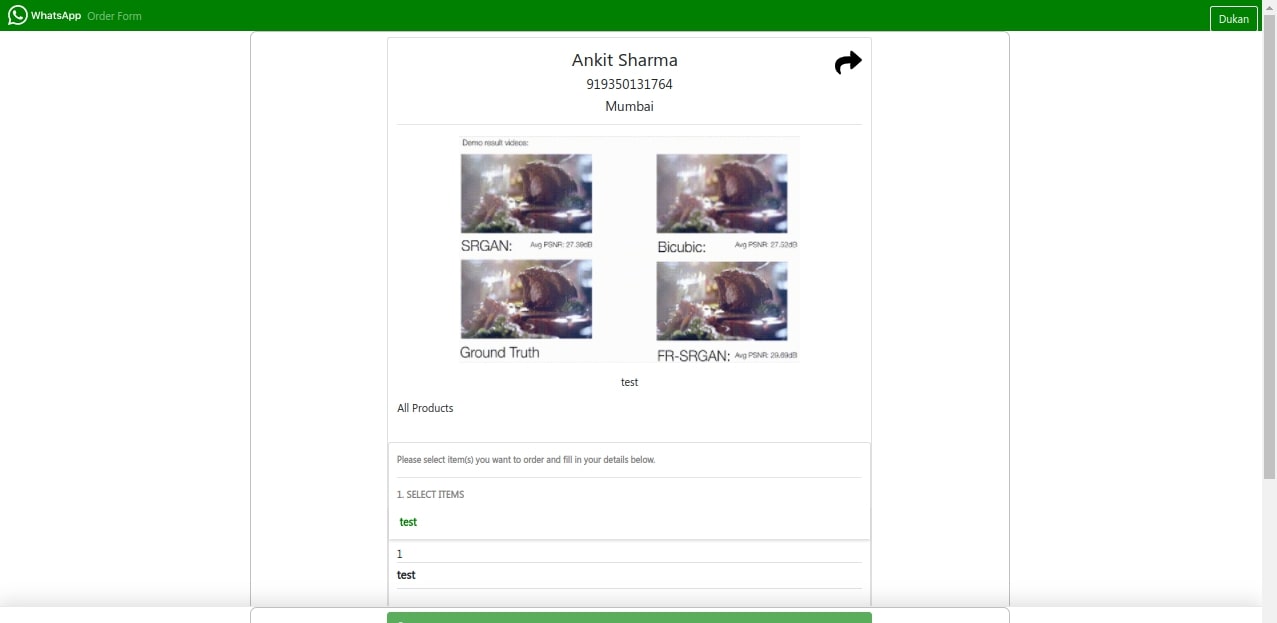 WhatsApp Order Form
Dukan
Ankit Sharma
919350131764
Mumbai
Demo result videos:
SRGAN: Avg PSNR: 27.39dB
Bicubic: Avg PSNR: 27.52dB
Ground Truth
FR-SRGAN: Avg PSNR: 29.69dB
test
All Products
Please select item(s) you want to order and fill in your details below.
1. SELECT ITEMS
test
1
test